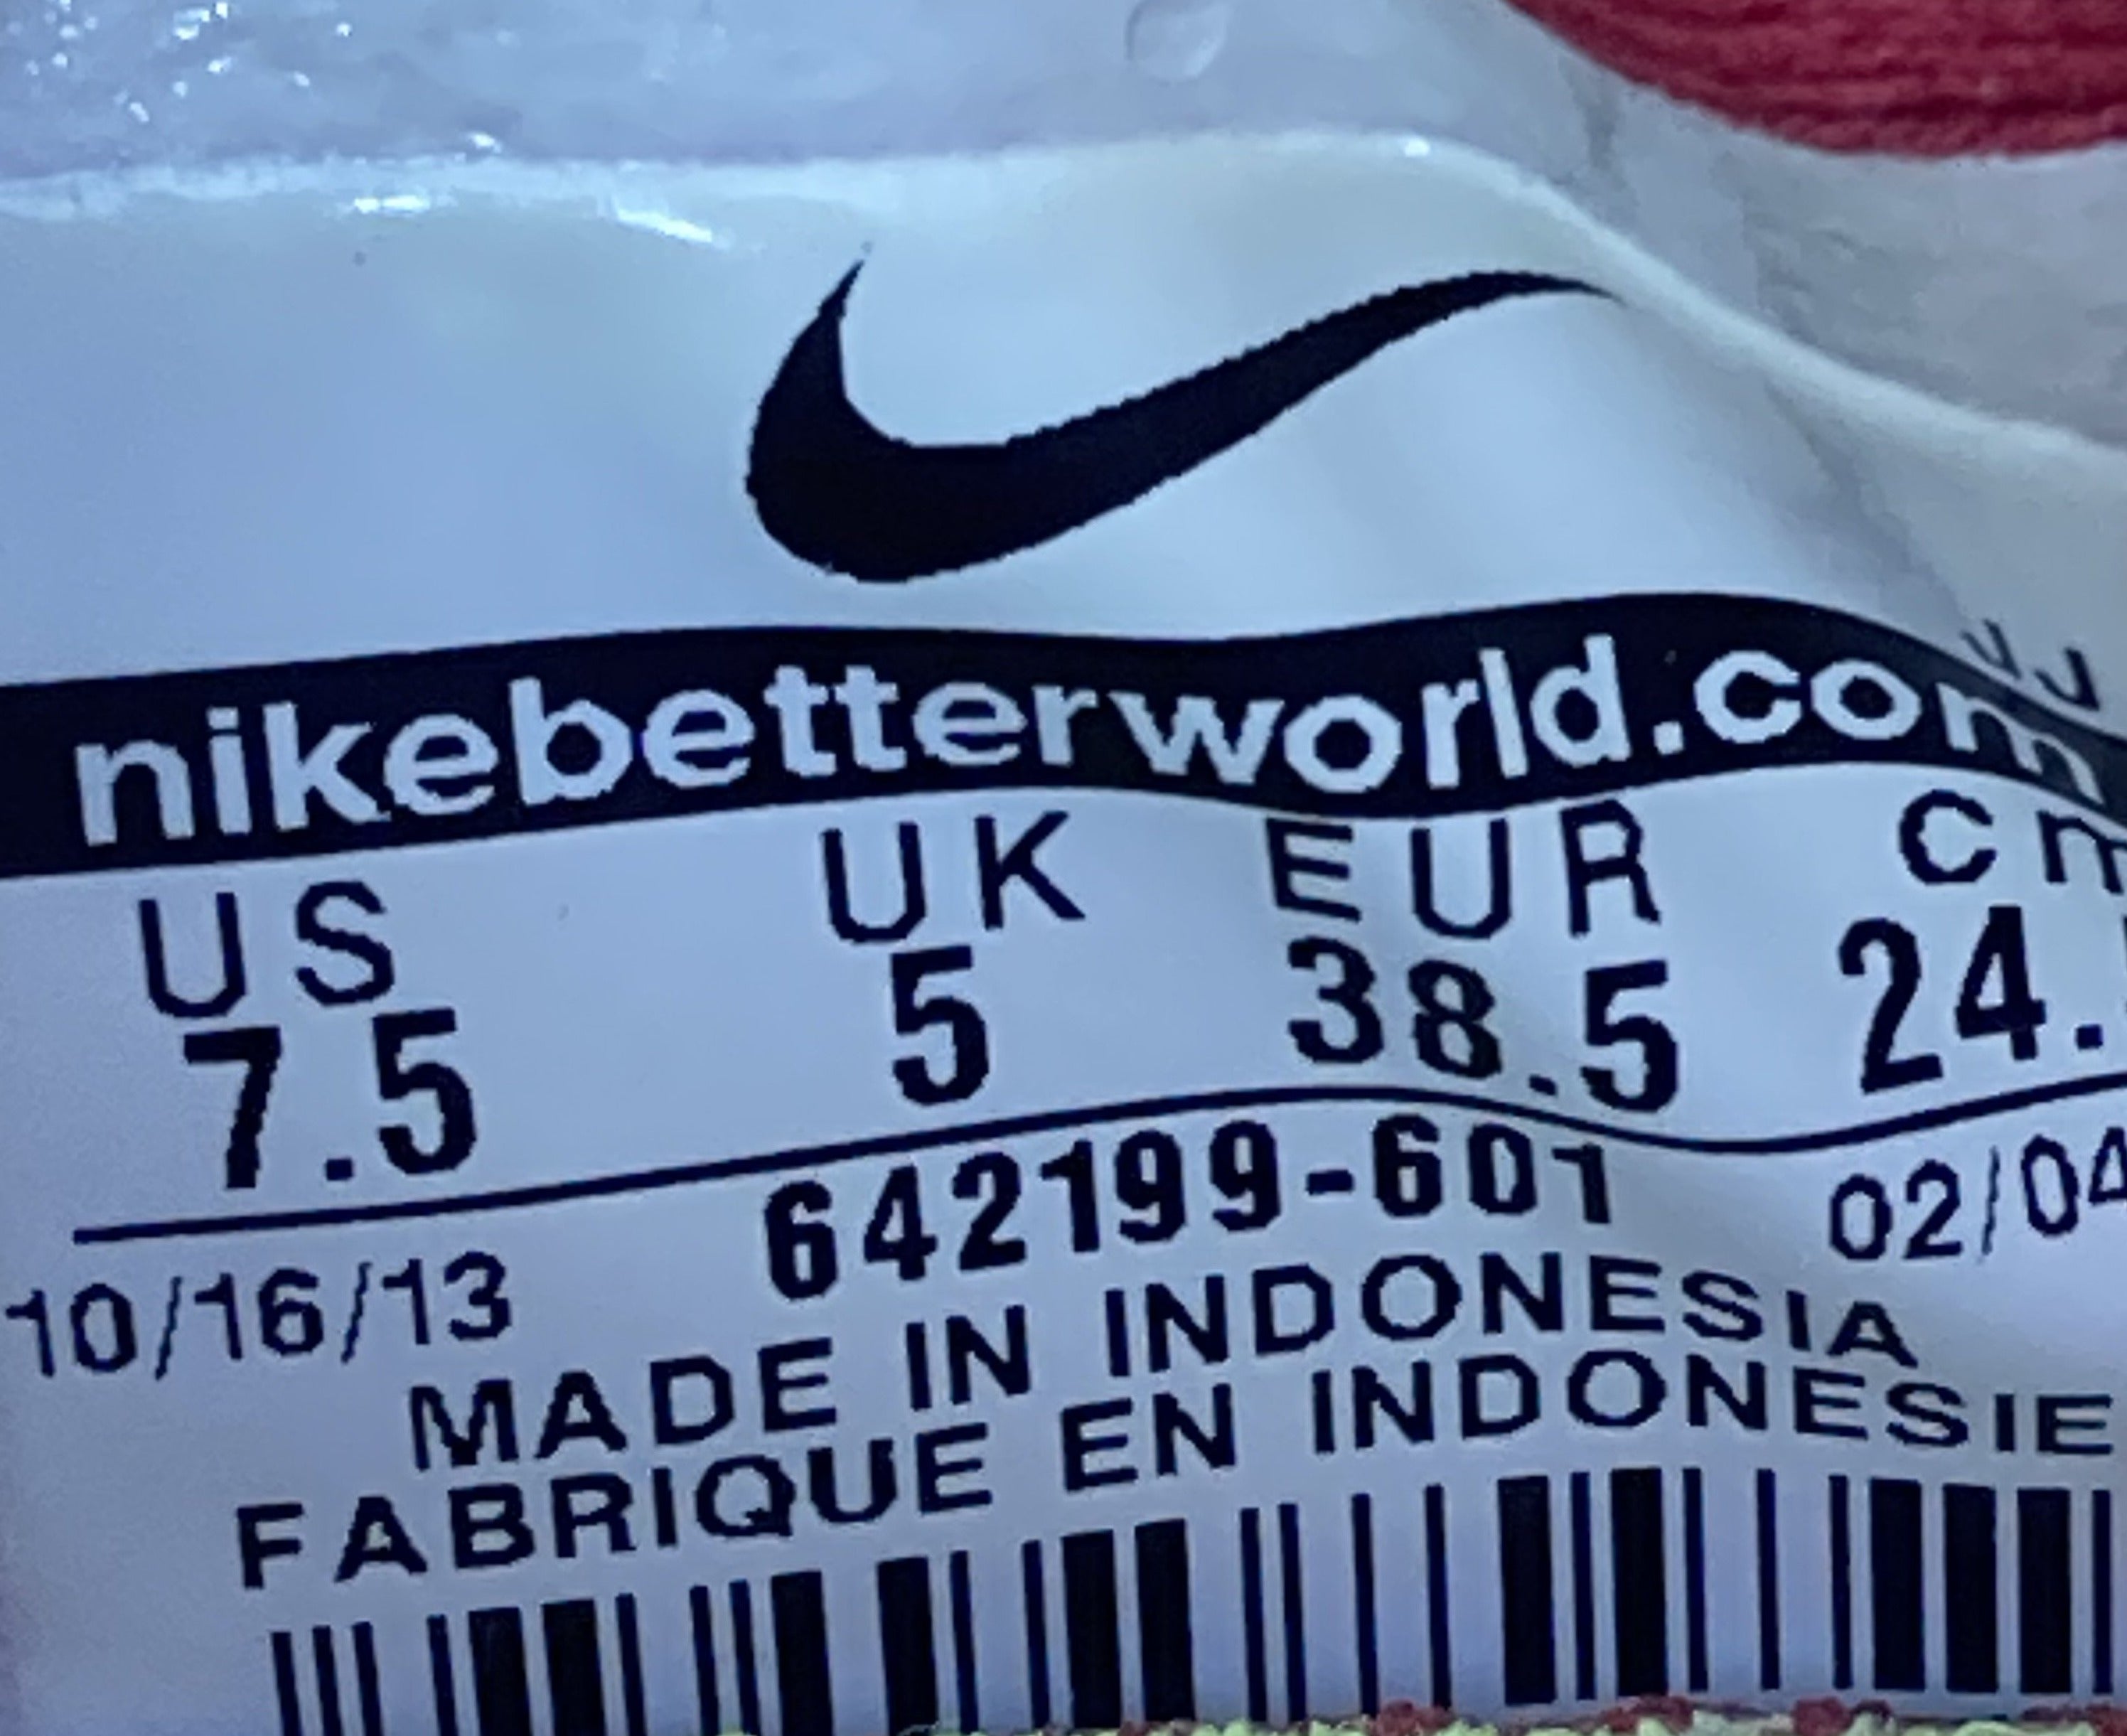 nikebetterworld.com
US UK EUR cm
7.5 5 38.5 24.
642199-601
10/16/13 02/04
MADE IN INDONESIA
FABRIQUE EN INDONESIE